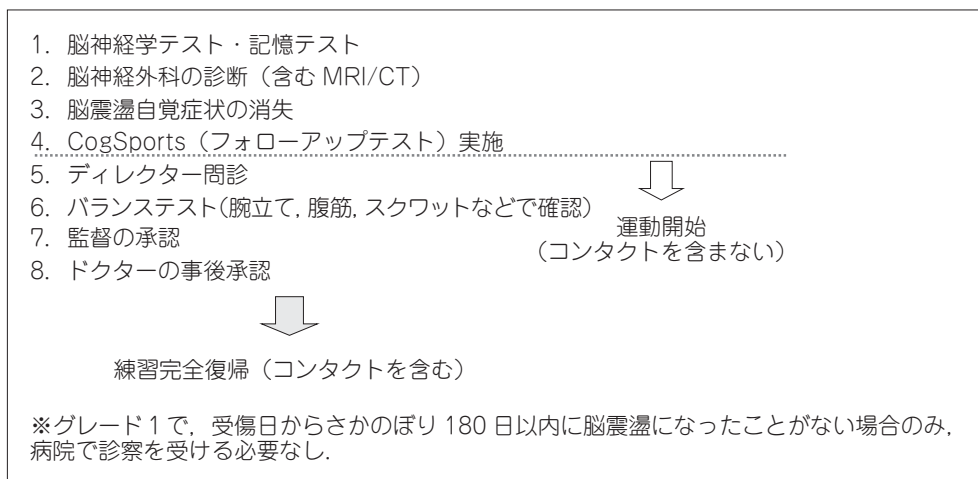 1. 脳神経学テスト・記憶テスト
2. 脳神経外科の診断(含む MRI/CT)
3. 脳震盪自覚症状の消失
4. CogSports(フォローアップテスト)実施
5. ディレクター問診
6. バランステスト(腕立て, 腹筋, スクワットなどで確認)
7. 監督の承認
8. ドクターの事後承認
運動開始
(コンタクトを含まない)
練習完全復帰(コンタクトを含む)
※グレード1で, 受傷日からさかのぼり 180 日以内に脳震盪になったことがない場合のみ,
病院で診察を受ける必要なし.